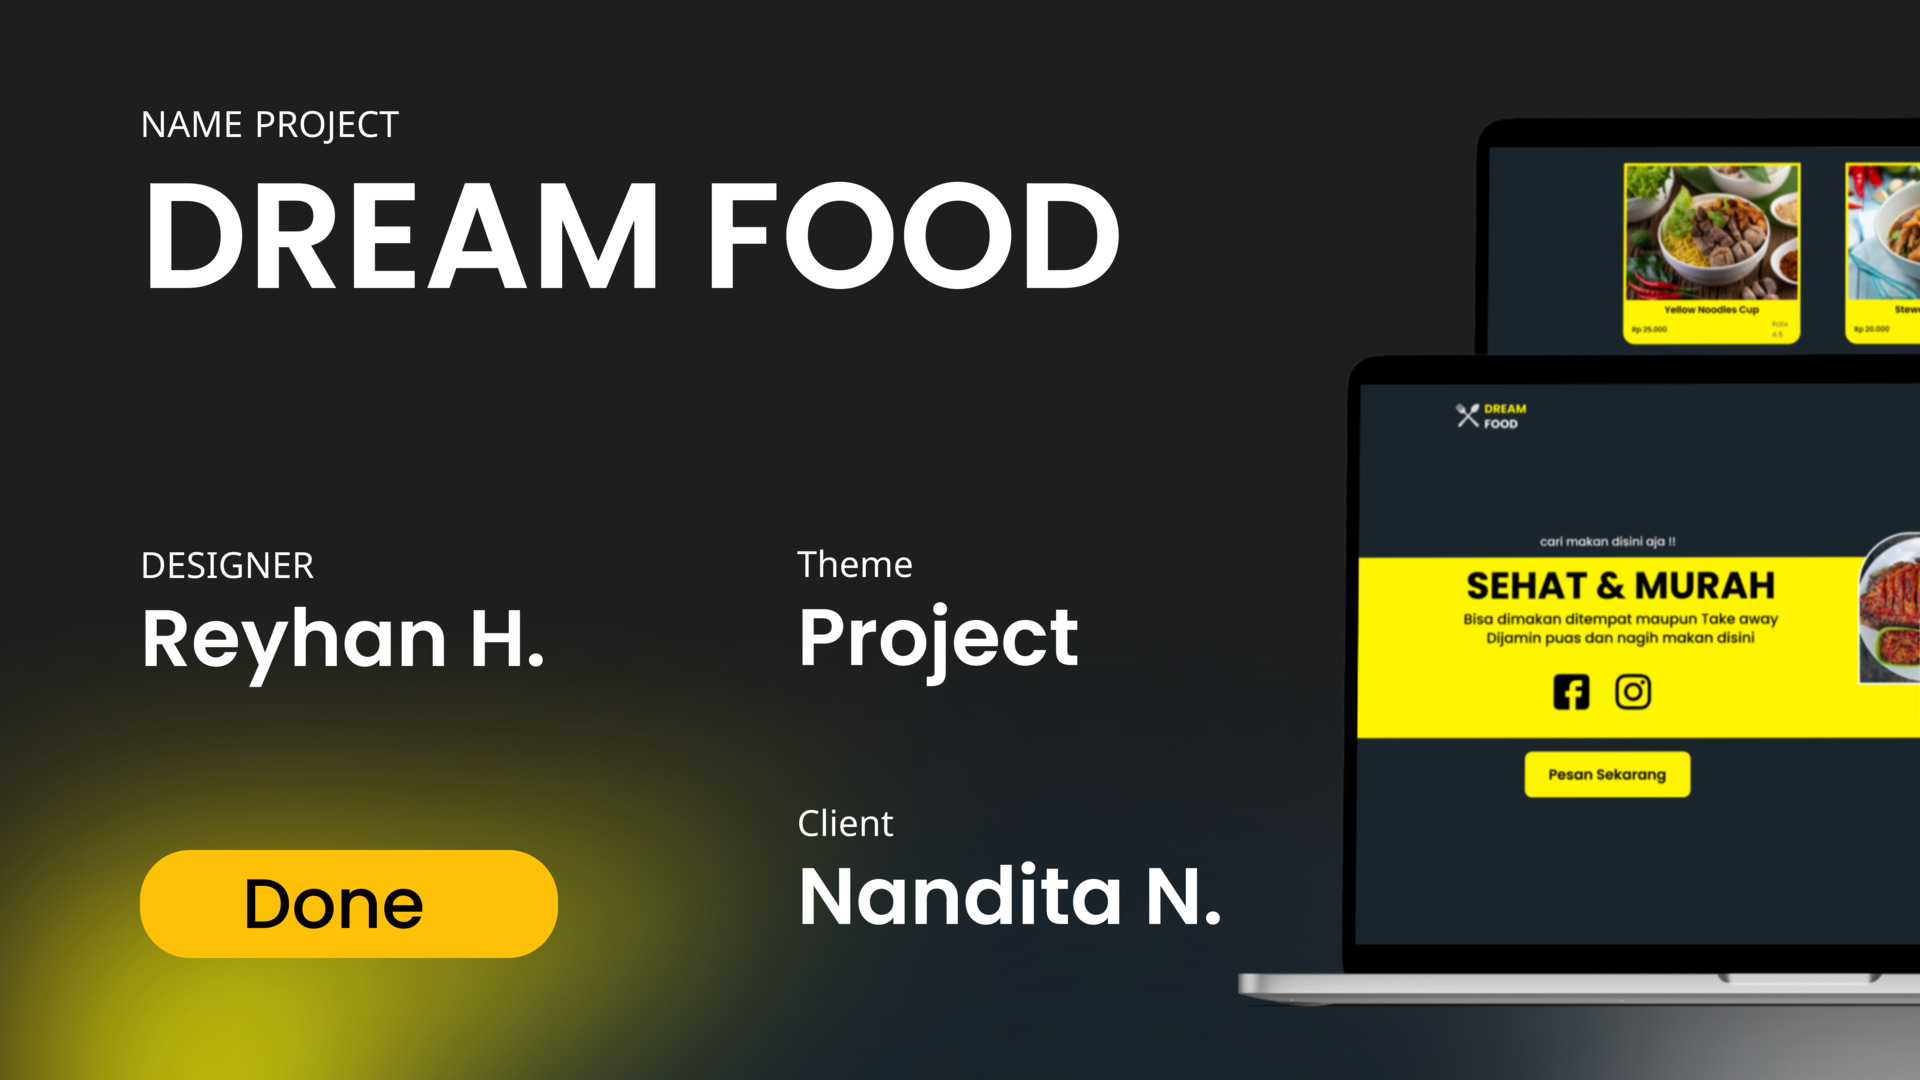 NAME PROJECT
DREAM FOOD
DESIGNER
Reyhan H.
Theme
Project
Done
Client
Nandita N.
Yellow Noodles Cup
Rp 25.000
Rate
4.5
Rp 20.000
DREAM
FOOD
cari makan disini aja !!
SEHAT & MURAH
Bisa dimakan ditempat maupun Take away
Dijamin puas dan nagih makan disini
Pesan Sekarang